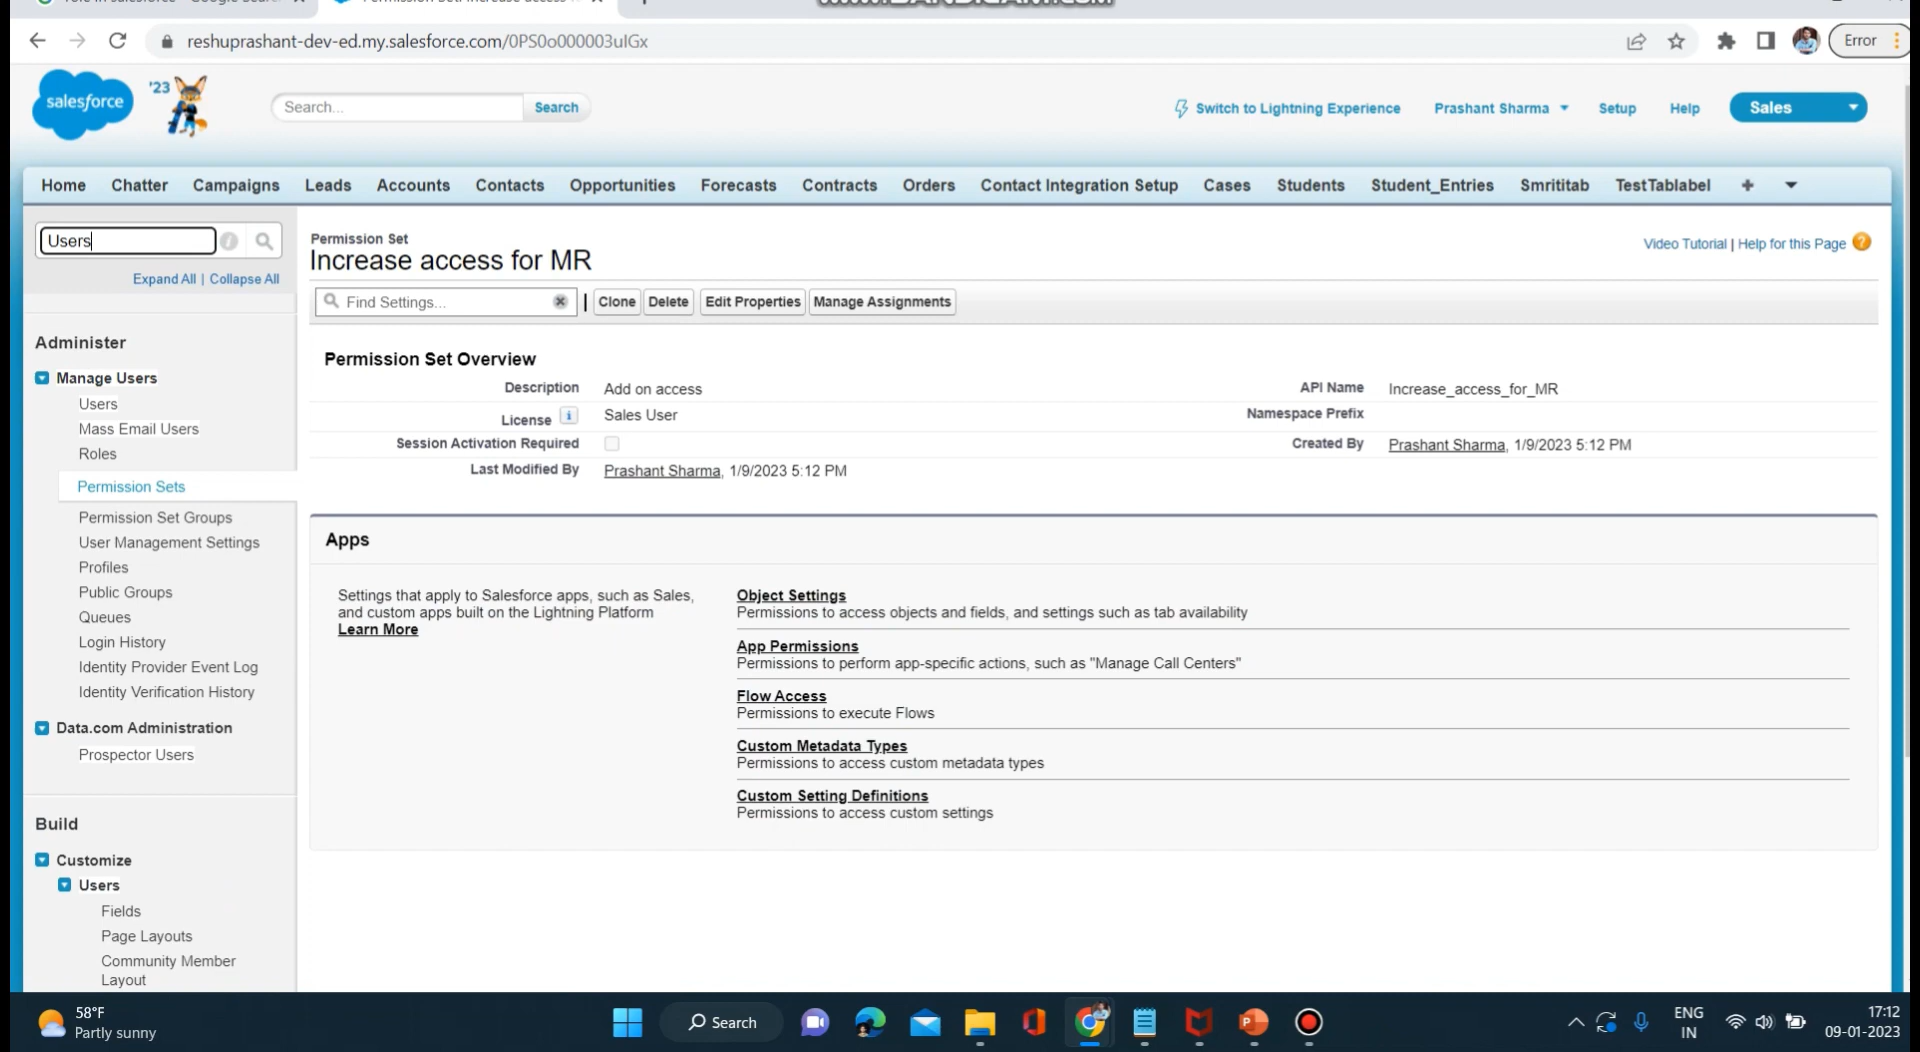 reshuprashant-dev-ed.my.salesforce.com/0PS0o000003uIGx
Error
salesforce
'23
Search...
Search
Switch to Lightning Experience
Prashant Sharma
Setup
Help
Sales
Home
Chatter
Campaigns
Leads
Accounts
Contacts
Opportunities
Forecasts
Contracts
Orders
Contact Integration Setup
Cases
Students
Student_Entries
Smrititab
TestTablabel
+
Users
Expand All | Collapse All
Administer
Manage Users
Users
Mass Email Users
Roles
Permission Sets
Permission Set Groups
User Management Settings
Profiles
Public Groups
Queues
Login History
Identity Provider Event Log
Identity Verification History
Data.com Administration
Prospector Users
Build
Customize
Users
Fields
Page Layouts
Community Member
Layout
Permission Set
Increase access for MR
Video Tutorial | Help for this Page
Find Settings...
Clone
Delete
Edit Properties
Manage Assignments
Permission Set Overview
Description Add on access
API Name Increase_access_for_MR
License Sales User
Namespace Prefix
Session Activation Required
Created By Prashant Sharma, 1/9/2023 5:12 PM
Last Modified By Prashant Sharma, 1/9/2023 5:12 PM
Apps
Settings that apply to Salesforce apps, such as Sales,
and custom apps built on the Lightning Platform
Learn More
Object Settings
Permissions to access objects and fields, and settings such as tab availability
App Permissions
Permissions to perform app-specific actions, such as "Manage Call Centers"
Flow Access
Permissions to execute Flows
Custom Metadata Types
Permissions to access custom metadata types
Custom Setting Definitions
Permissions to access custom settings
58°F
Partly sunny
Search
ENG
IN
17:12
09-01-2023